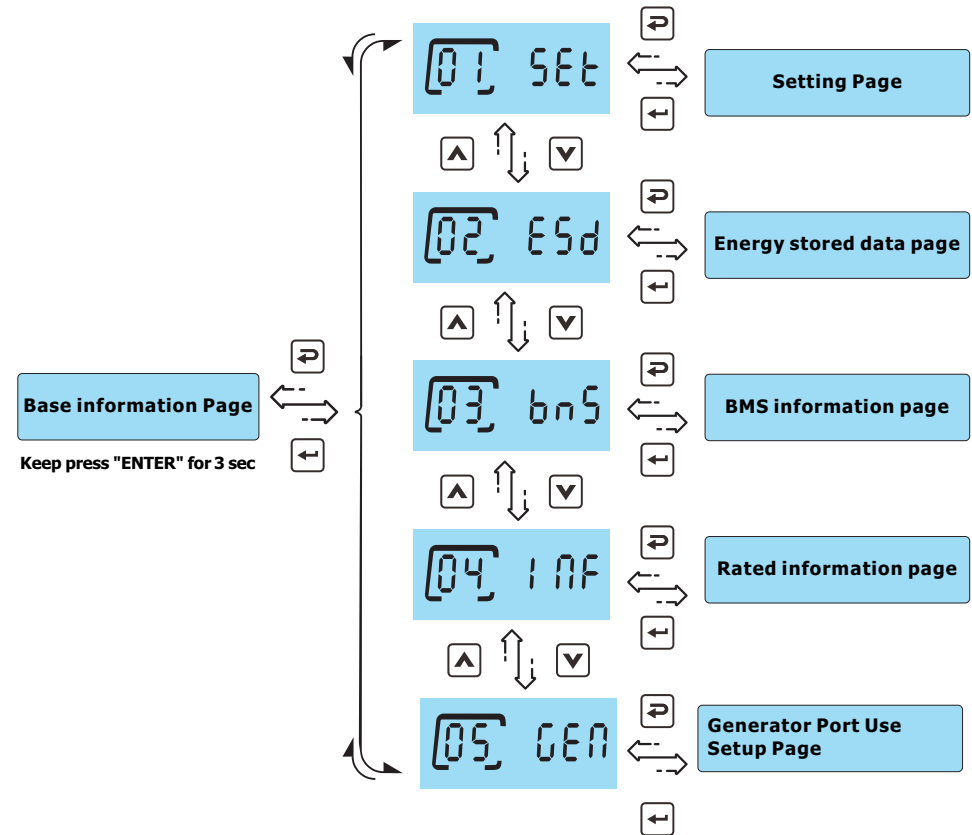 01 SEt
Setting Page
02 ESd
Energy stored data page
Base information Page
Keep press "ENTER" for 3 sec
03 bnS
BMS information page
04 INF
Rated information page
05 GEN
Generator Port Use
Setup Page